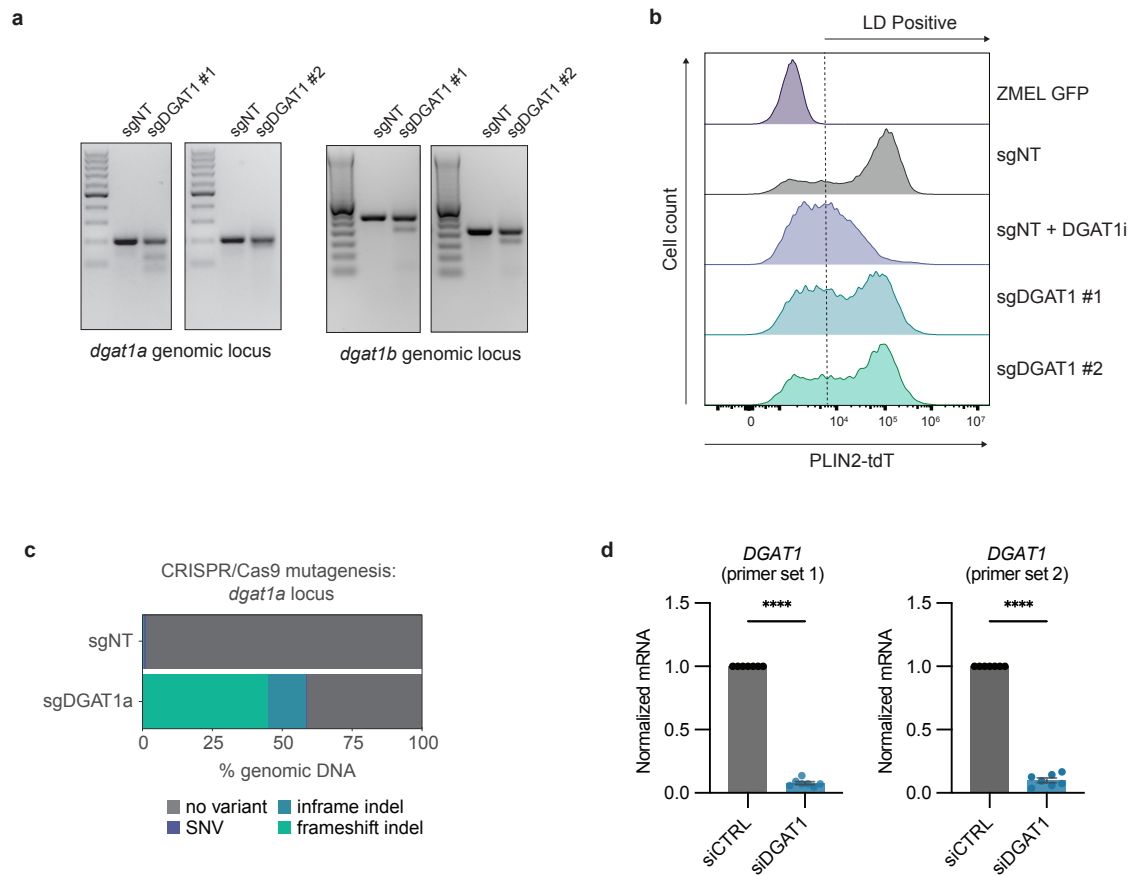 a
sgNT
sgDGAT1 #1
sgNT
sgDGAT1 #2
sgNT
sgDGAT1 #1
sgNT
sgDGAT1 #2
dgat1a genomic locus
dgat1b genomic locus
b
LD Positive
Cell count
ZMEL GFP
sgNT
sgNT + DGAT1i
sgDGAT1 #1
sgDGAT1 #2
0
10⁴
10⁵
10⁶
10⁷
PLIN2-tdT
c
CRISPR/Cas9 mutagenesis:
dgat1a locus
sgNT
sgDGAT1a
0
25
50
75
100
% genomic DNA
no variant
inframe indel
SNV
frameshift indel
d
DGAT1
(primer set 1)
****
Normalized mRNA
1.5
1.0
0.5
0.0
siCTRL
siDGAT1
DGAT1
(primer set 2)
****
Normalized mRNA
1.5
1.0
0.5
0.0
siCTRL
siDGAT1